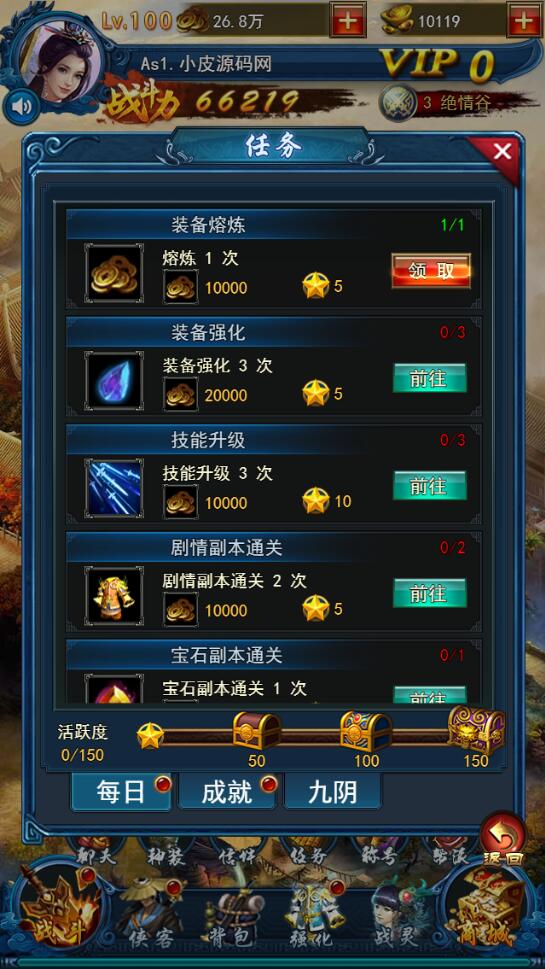 Lv.100 26.8万 10119
As1.小皮源码网
VIP 0
战斗力 66219
3 绝情谷
任务
装备熔炼 1/1
熔炼 1 次
10000 5
领取
装备强化 0/3
装备强化 3 次
20000 5
前往
技能升级 0/3
技能升级 3 次
10000 10
前往
剧情副本通关 0/2
剧情副本通关 2 次
10000 5
前往
宝石副本通关 0/1
宝石副本通关 1 次
前往
活跃度
0/150 50 100 150
每日 成就 九阴
聊天 神装 信件 任务 称号 帮派 返回
战斗 侠客 背包 强化 战灵 商城